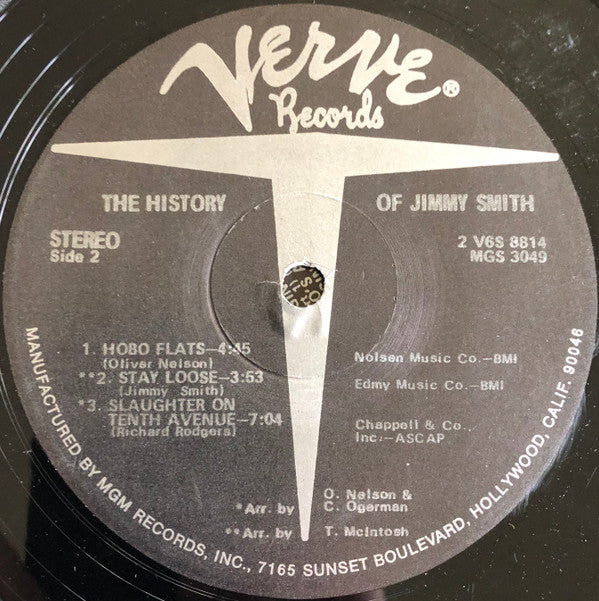 Verve®
Records
THE HISTORY OF JIMMY SMITH
STEREO
Side 2
2 V6S 8814
MGS 3049
1. HOBO FLATS—4:45
(Oliver Nelson)
Nolsen Music Co.—BMI
**2. STAY LOOSE—3:53
(Jimmy Smith)
Edmy Music Co.—BMI
*3. SLAUGHTER ON
TENTH AVENUE—7:04
(Richard Rodgers)
Chappell & Co.,
Inc.—ASCAP
*Arr. by O. Nelson &
C. Ogerman
**Arr. by T. McIntosh
MANUFACTURED BY MGM RECORDS, INC., 7165 SUNSET BOULEVARD, HOLLYWOOD, CALIF. 90046